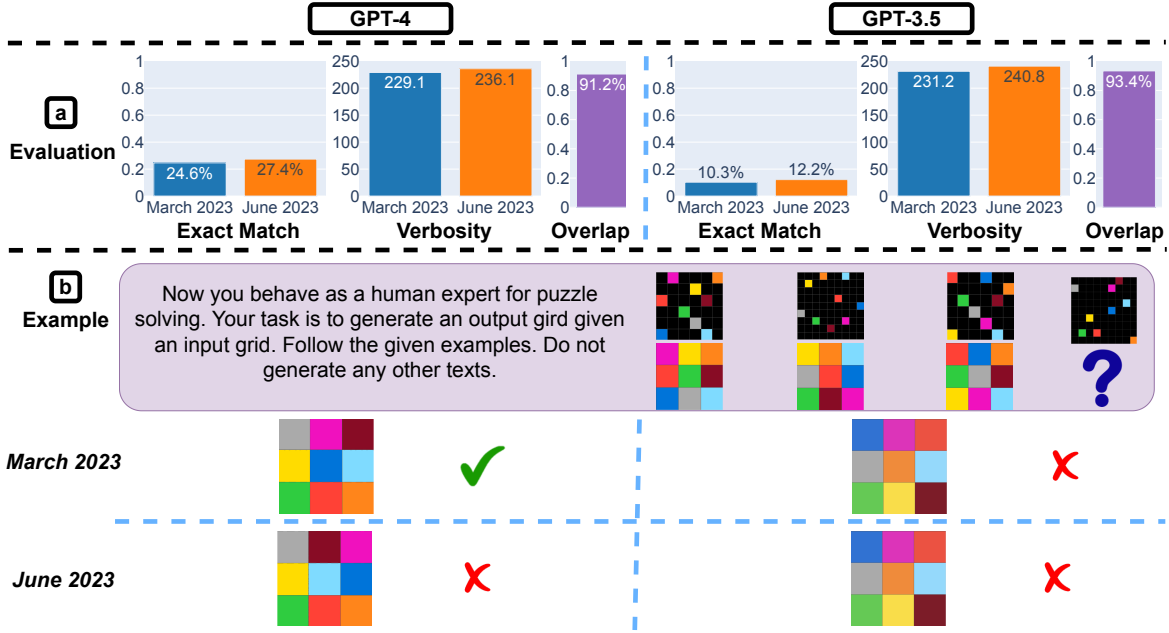 GPT-4
GPT-3.5
a
Evaluation
1
0.8
0.6
0.4
0.2
0
24.6%
27.4%
March 2023
June 2023
Exact Match
250
200
150
100
50
0
229.1
236.1
March 2023
June 2023
Verbosity
1
0.8
0.6
0.4
0.2
0
91.2%
Overlap
1
0.8
0.6
0.4
0.2
0
10.3%
12.2%
March 2023
June 2023
Exact Match
250
200
150
100
50
0
231.2
240.8
March 2023
June 2023
Verbosity
1
0.8
0.6
0.4
0.2
0
93.4%
Overlap
b
Example
Now you behave as a human expert for puzzle
solving. Your task is to generate an output gird given
an input grid. Follow the given examples. Do not
generate any other texts.
?
March 2023
June 2023